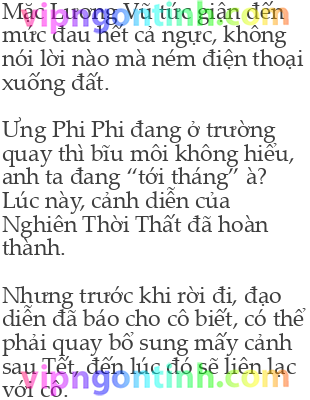 Mặc Lương Vũ tức giận đến
mức đau hết cả ngực, không
nói lời nào mà ném điện thoại
xuống đất.
Ưng Phi Phi đang ở trường
quay thì bĩu môi không hiểu,
anh ta đang “tới tháng” à?
Lúc này, cảnh diễn của
Nghiên Thời Thất đã hoàn
thành.
Nhưng trước khi rời đi, đạo
diễn đã báo cho cô biết, có thể
phải quay bổ sung mấy cảnh
sau Tết, đến lúc đó sẽ liên lạc
với cô.
vipngontinh.com
vipngontinh.com